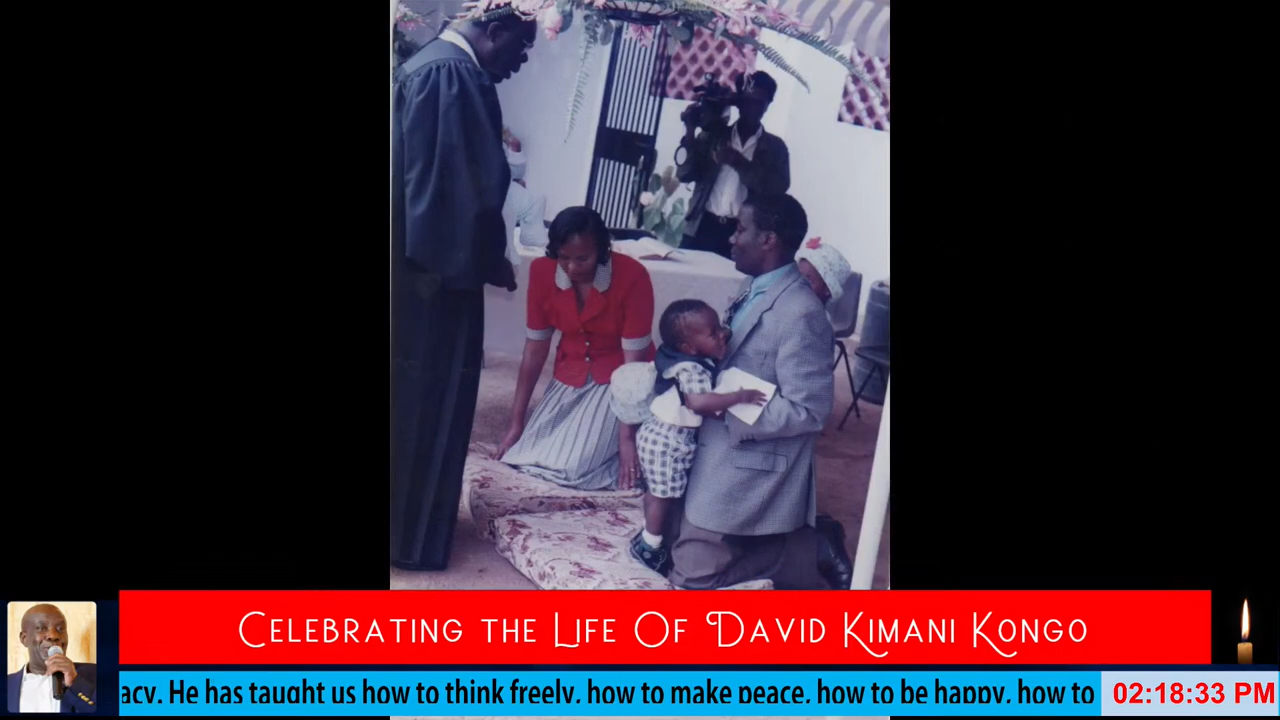 Celebrating the Life Of David Kimani Kongo
acy. He has taught us how to think freely, how to make peace, how to be happy, how to
02:18:33 PM